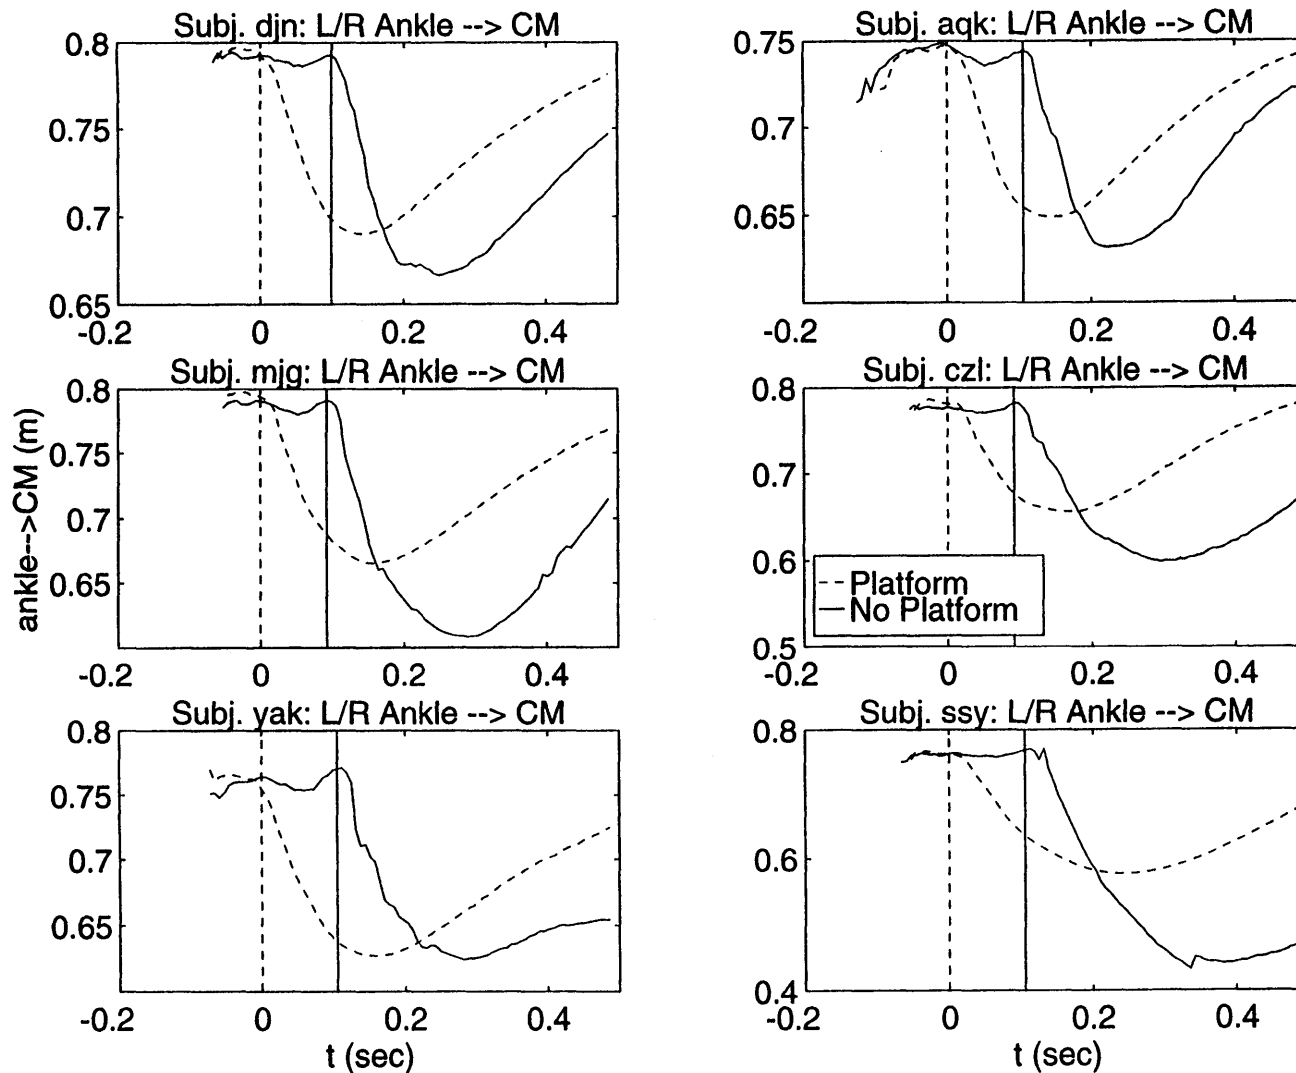 Subj. djn: L/R Ankle --> CM
0.8
0.75
0.7
0.65
-0.2 0 0.2 0.4
Subj. aqk: L/R Ankle --> CM
0.75
0.7
0.65
-0.2 0 0.2 0.4
Subj. mjg: L/R Ankle --> CM
0.8
0.75
0.7
0.65
-0.2 0 0.2 0.4
ankle-->CM (m)
Subj. czl: L/R Ankle --> CM
0.8
0.7
0.6
0.5
-0.2 0 0.2 0.4
Platform
No Platform
Subj. yak: L/R Ankle --> CM
0.8
0.75
0.7
0.65
-0.2 0 0.2 0.4
t (sec)
Subj. ssy: L/R Ankle --> CM
0.8
0.6
0.4
-0.2 0 0.2 0.4
t (sec)